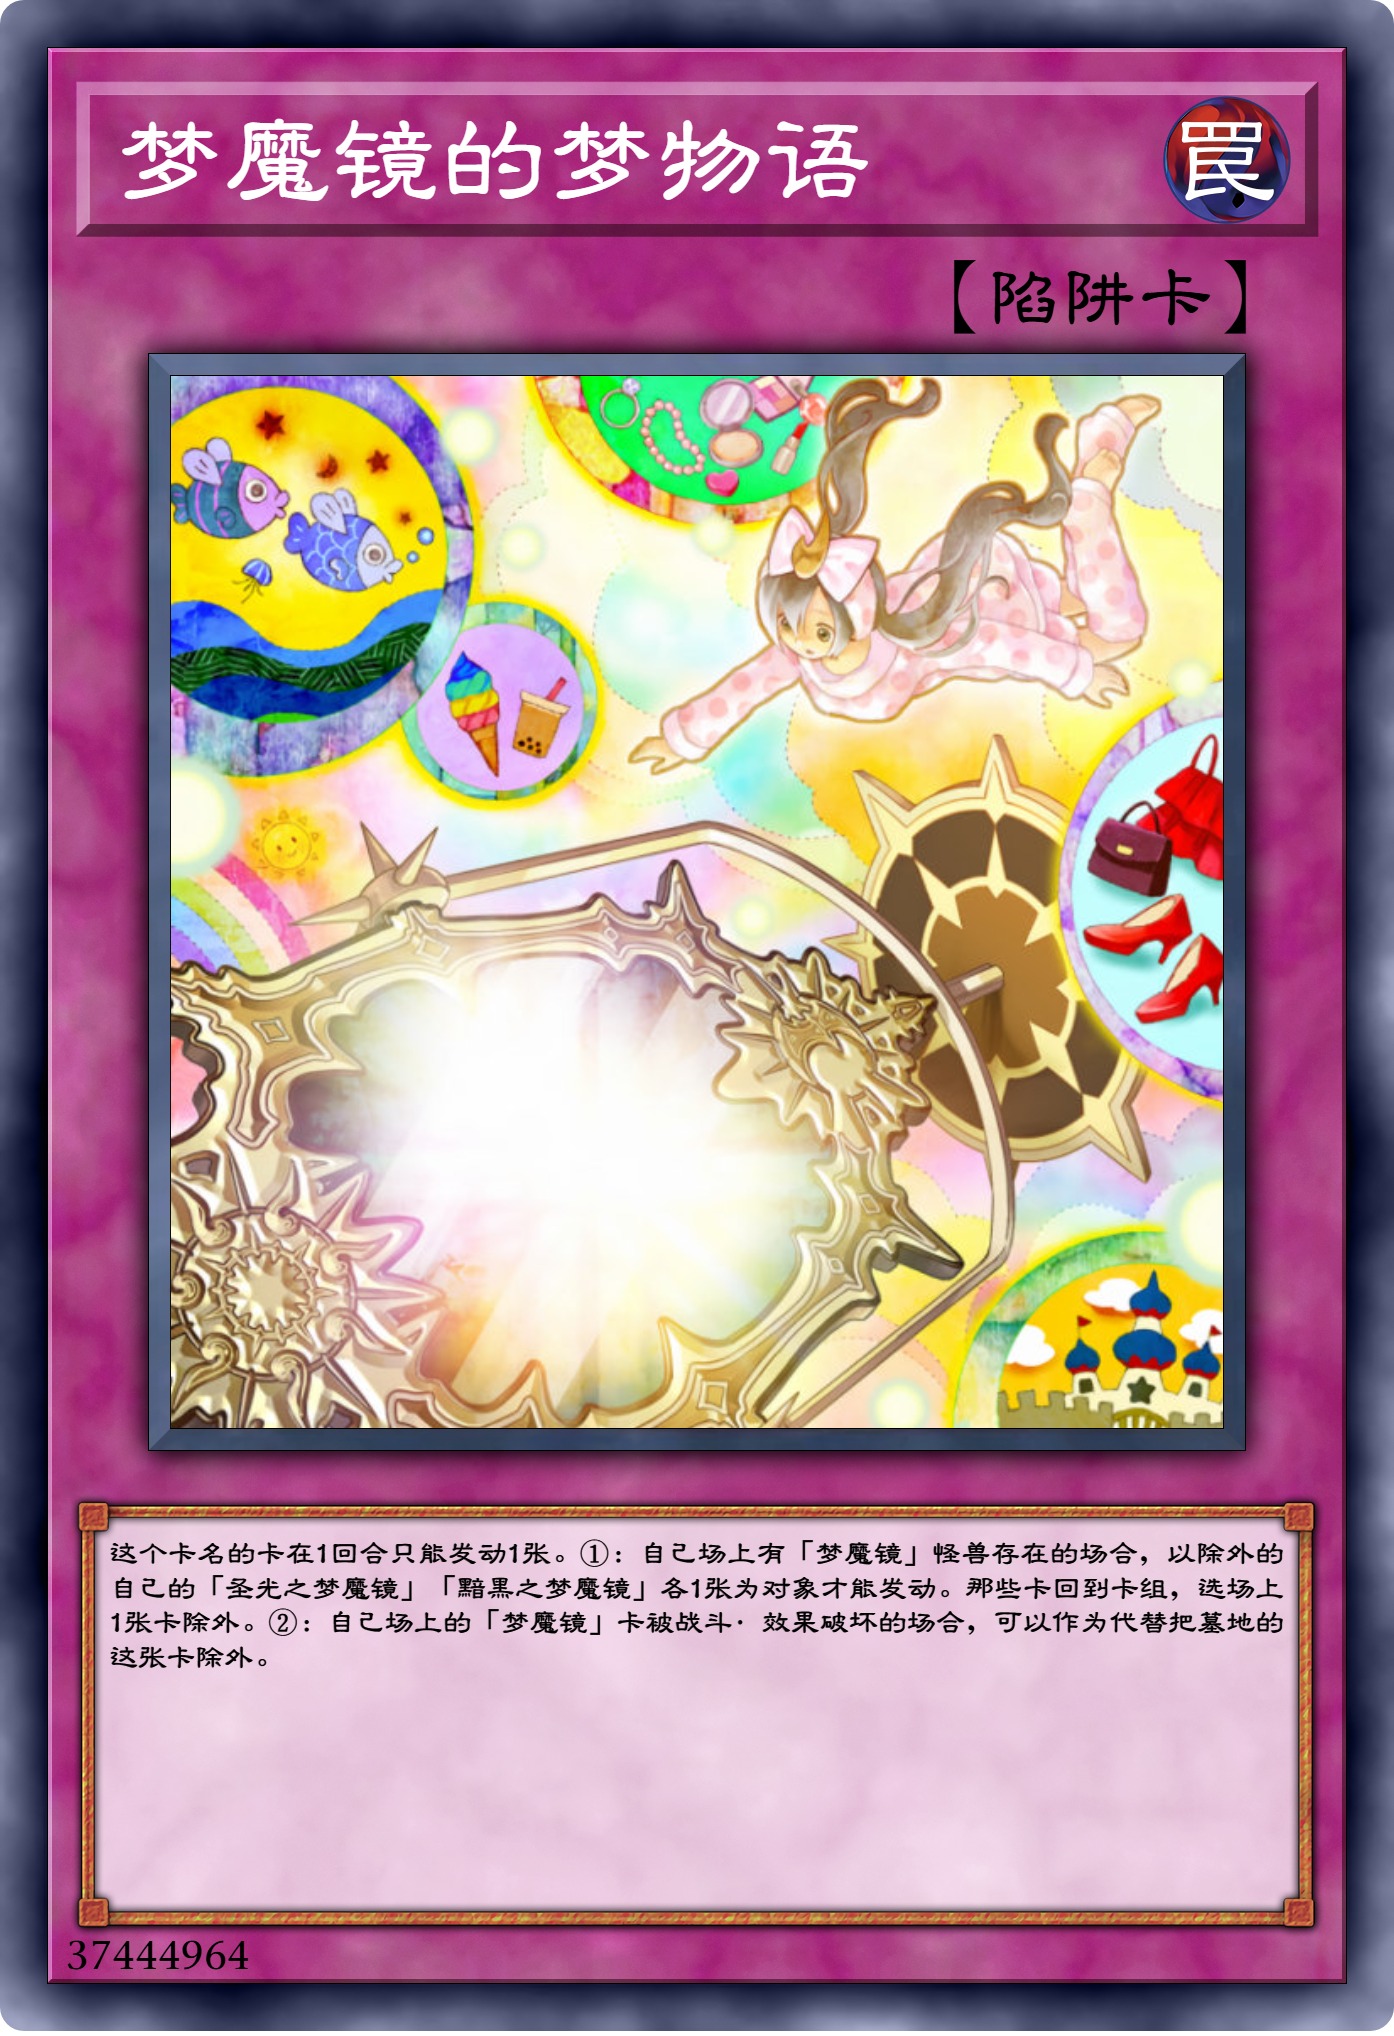 梦魔镜的梦物语
罠
【陷阱卡】
这个卡名的卡在1回合只能发动1张。①：自己场上有「梦魔镜」怪兽存在的场合，以除外的
自己的「圣光之梦魔镜」「黯黑之梦魔镜」各1张为对象才能发动。那些卡回到卡组，选场上
1张卡除外。②：自己场上的「梦魔镜」卡被战斗·效果破坏的场合，可以作为代替把墓地的
这张卡除外。
37444964